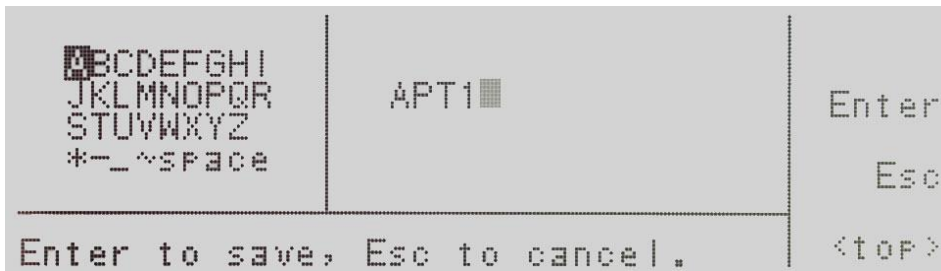 ABCDEFGHI
JKLMNOPQR
STUVWXYZ
*-_~space
APT1
Enter to save, Esc to cancel.
Enter
Esc
<top>